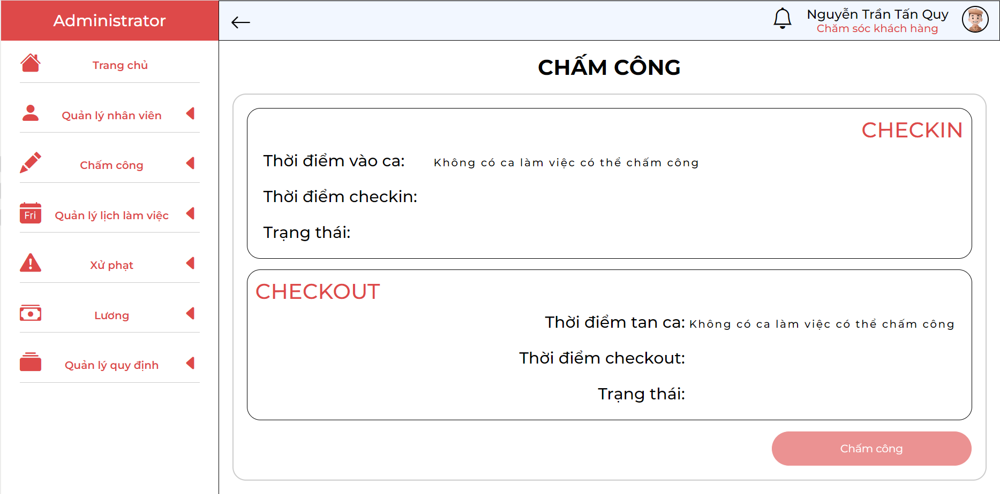 Administrator
Nguyễn Trần Tấn Quy
Chăm sóc khách hàng
Trang chủ
Quản lý nhân viên
Chấm công
Fri
Quản lý lịch làm việc
Xử phạt
Lương
Quản lý quy định
CHẤM CÔNG
CHECKIN
Thời điểm vào ca: Không có ca làm việc có thể chấm công
Thời điểm checkin:
Trạng thái:
CHECKOUT
Thời điểm tan ca: Không có ca làm việc có thể chấm công
Thời điểm checkout:
Trạng thái:
Chấm công